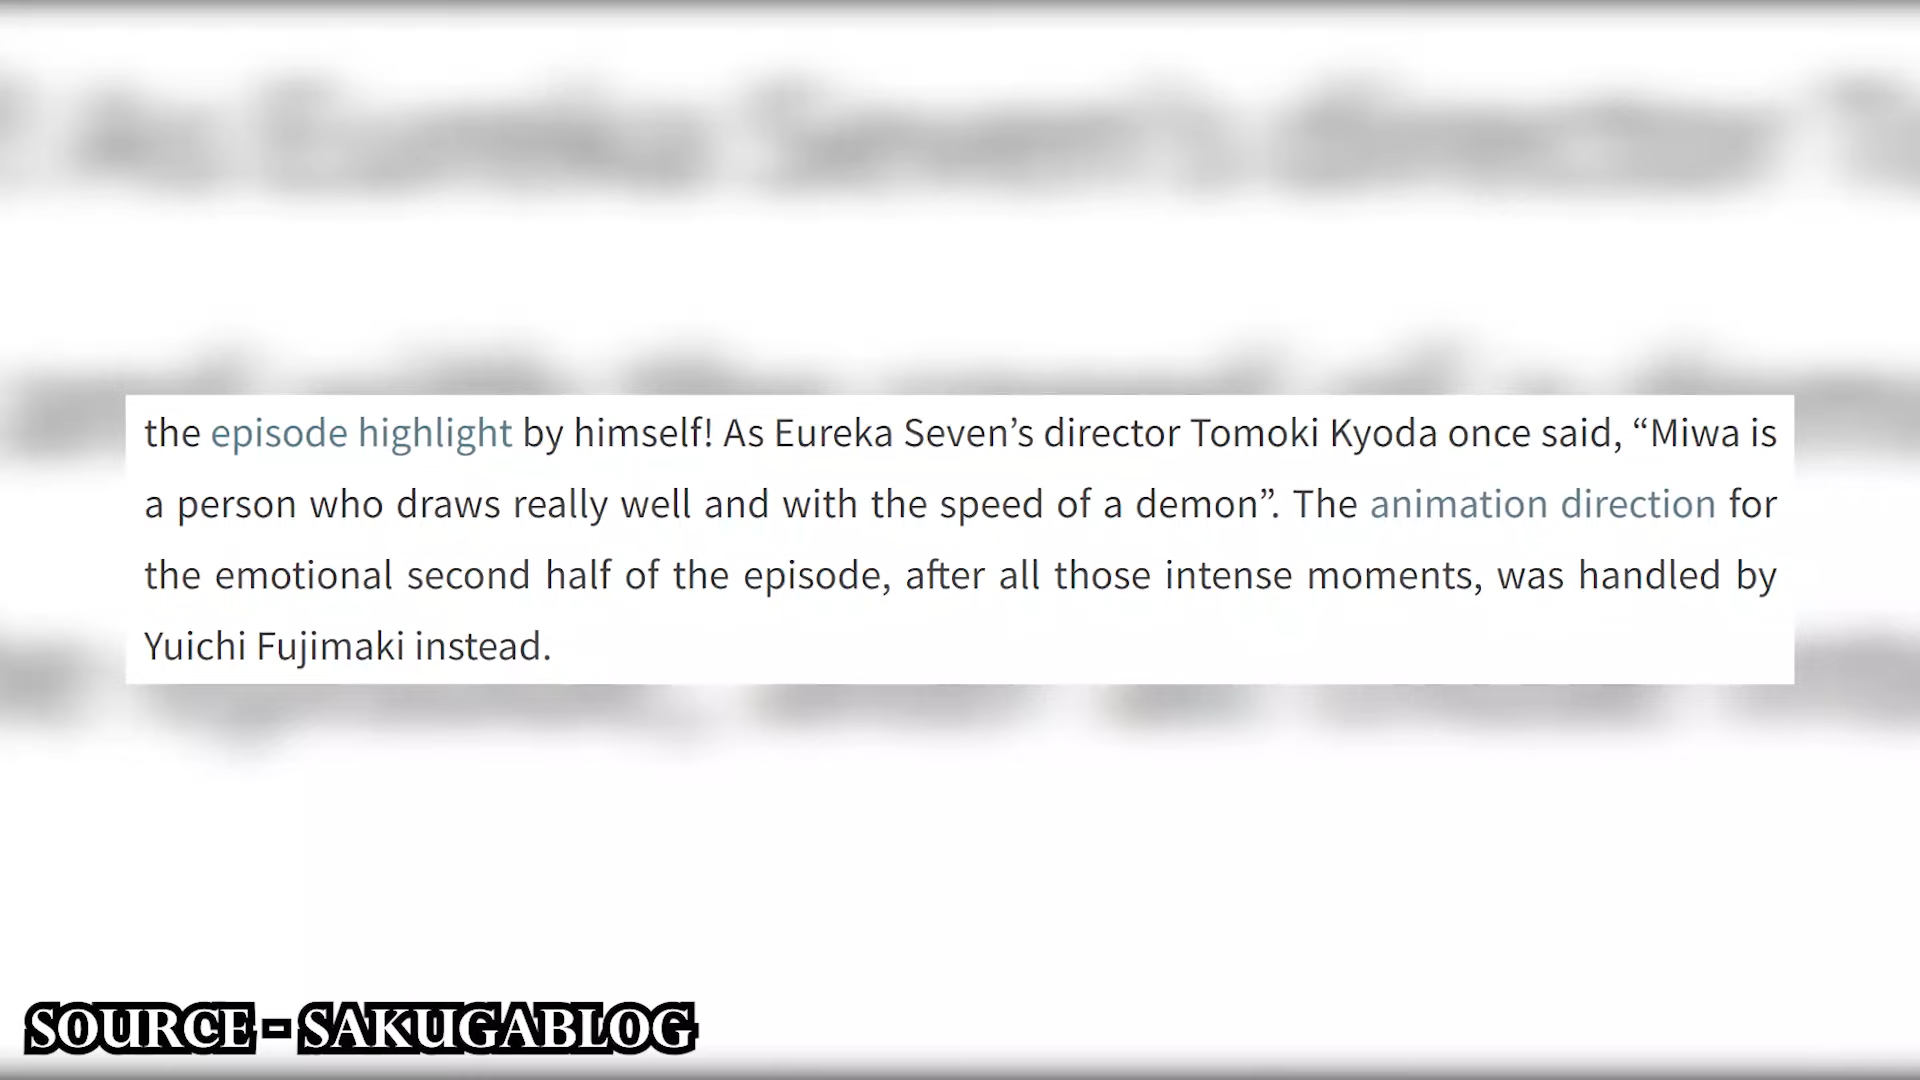 the episode highlight by himself! As Eureka Seven’s director Tomoki Kyoda once said, “Miwa is
a person who draws really well and with the speed of a demon”. The animation direction for
the emotional second half of the episode, after all those intense moments, was handled by
Yuichi Fujimaki instead.
SOURCE - SAKUGABLOG